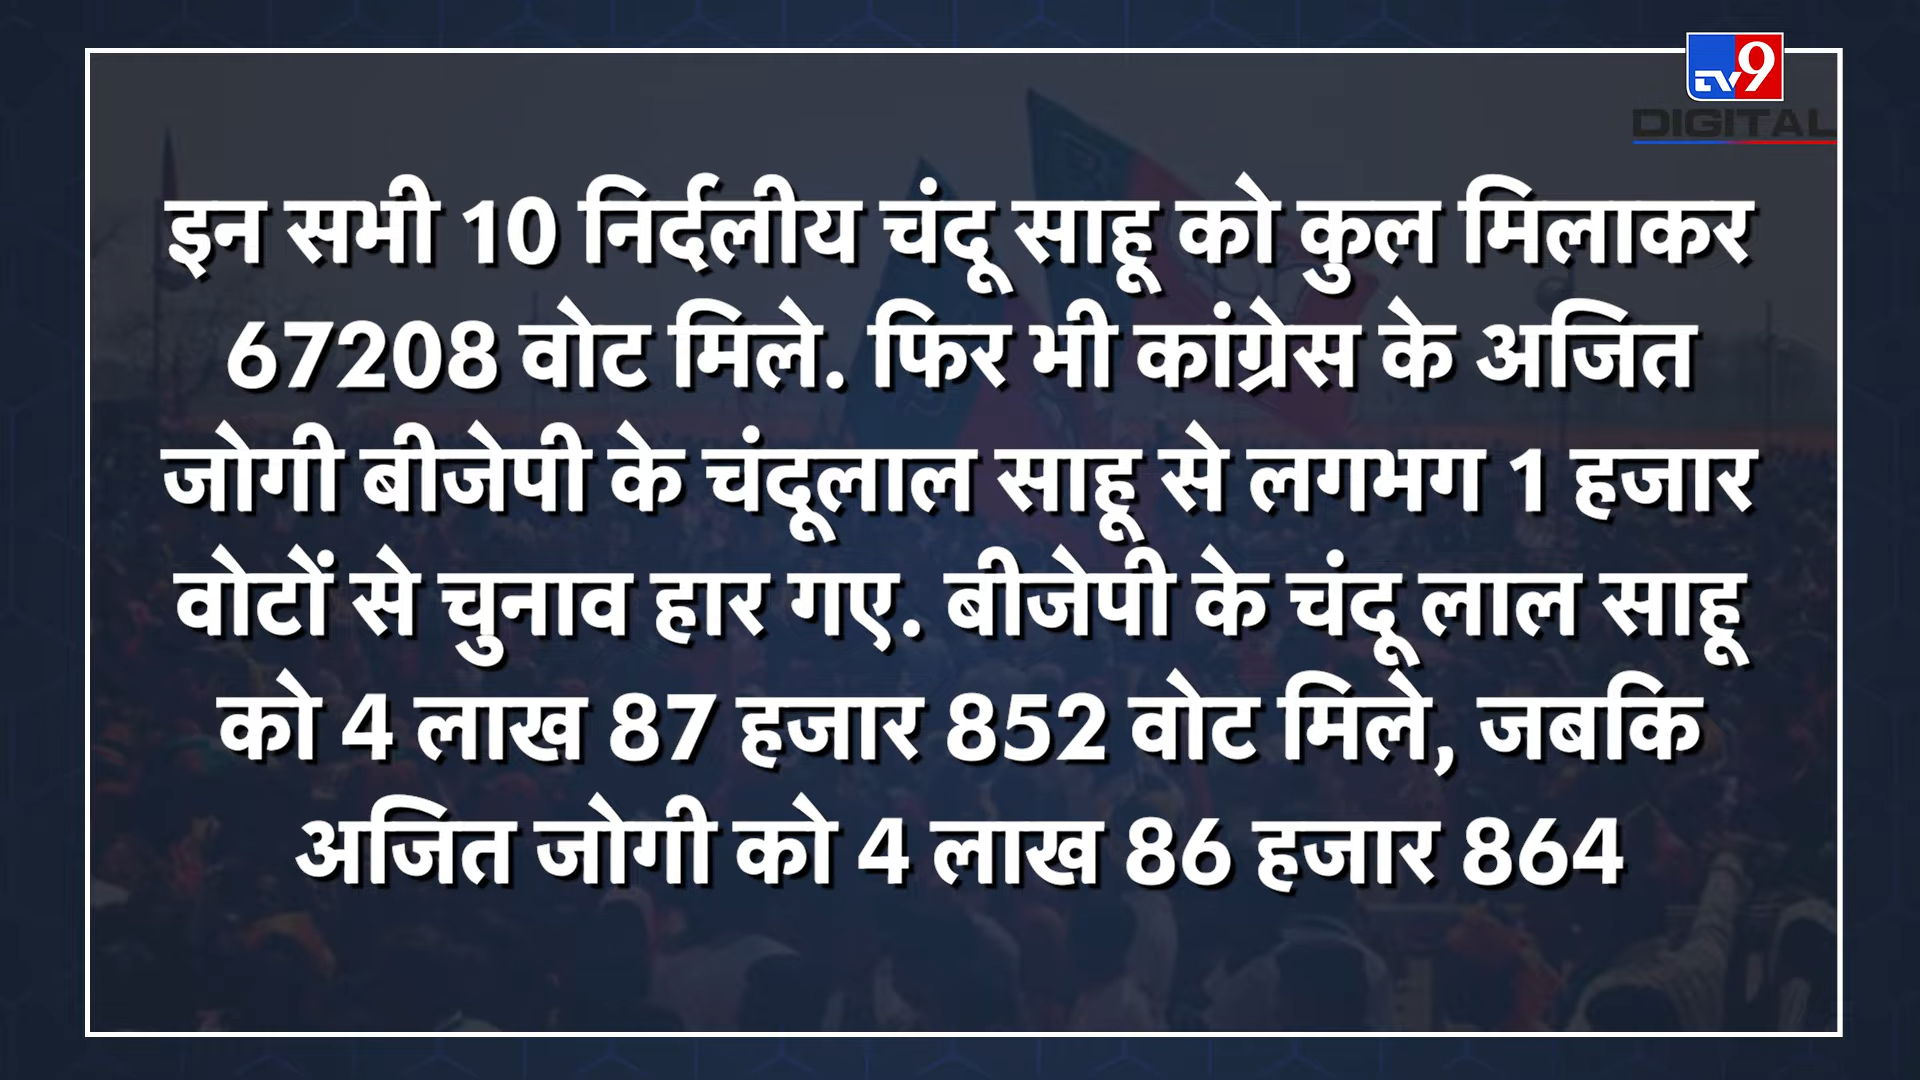 TV9
DIGITAL
इन सभी 10 निर्दलीय चंदू साहू को कुल मिलाकर
67208 वोट मिले. फिर भी कांग्रेस के अजित
जोगी बीजेपी के चंदूलाल साहू से लगभग 1 हजार
वोटों से चुनाव हार गए. बीजेपी के चंदू लाल साहू
को 4 लाख 87 हजार 852 वोट मिले, जबकि
अजित जोगी को 4 लाख 86 हजार 864